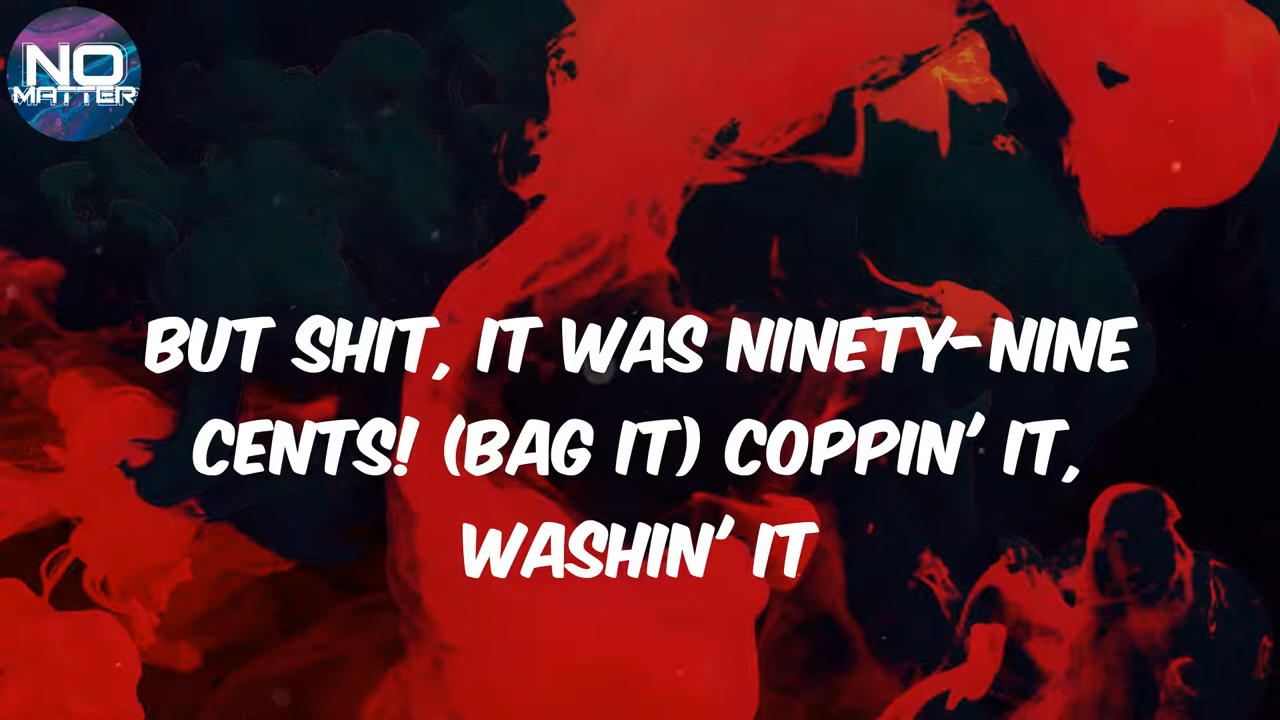 NO
MATTER
BUT SHIT, IT WAS NINETY-NINE
CENTS! (BAG IT) COPPIN' IT,
WASHIN' IT